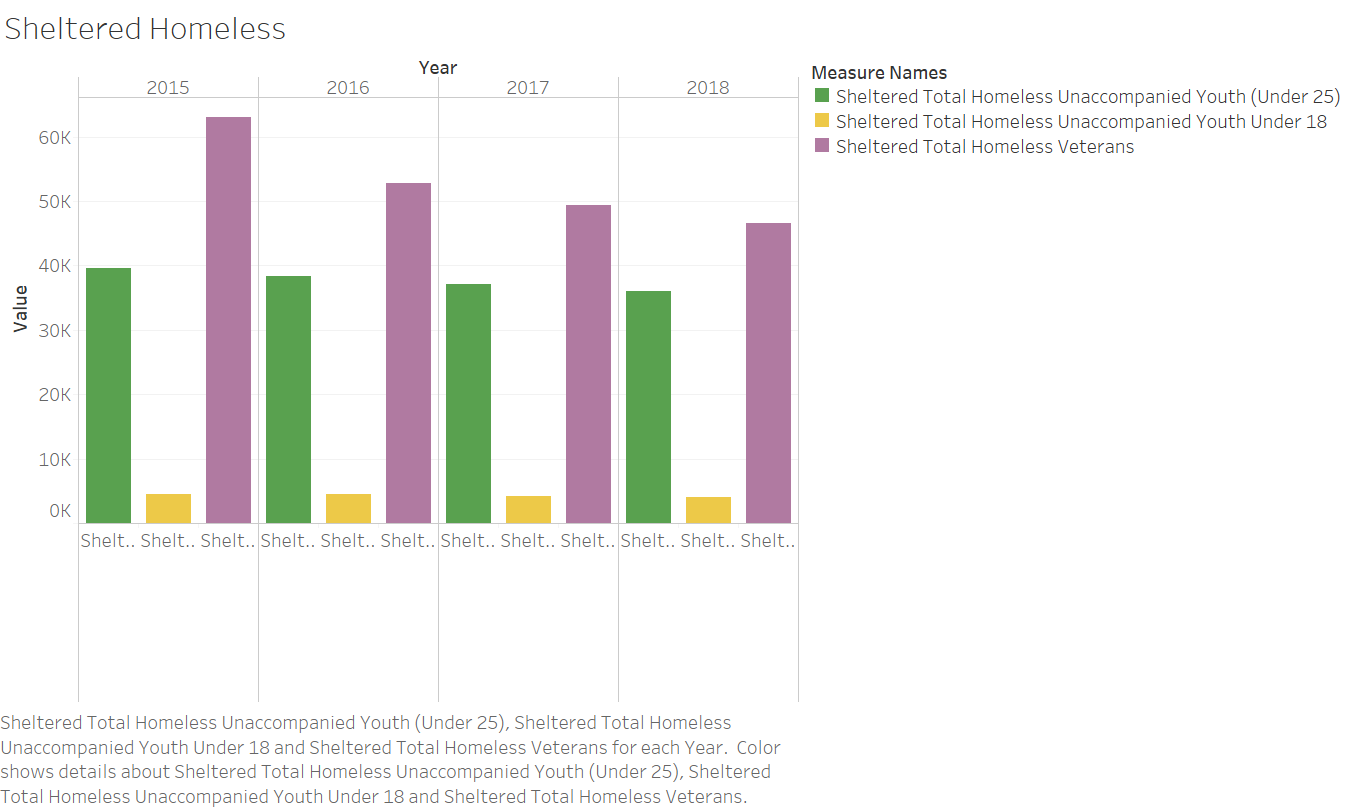 Sheltered Homeless
Year
2015 2016 2017 2018
Measure Names
Sheltered Total Homeless Unaccompanied Youth (Under 25)
Sheltered Total Homeless Unaccompanied Youth Under 18
Sheltered Total Homeless Veterans
Value
60K
50K
40K
30K
20K
10K
0K
Shelt.. Shelt.. Shelt.. Shelt.. Shelt.. Shelt.. Shelt.. Shelt.. Shelt.. Shelt.. Shelt.. Shelt..
Sheltered Total Homeless Unaccompanied Youth (Under 25), Sheltered Total Homeless
Unaccompanied Youth Under 18 and Sheltered Total Homeless Veterans for each Year.  Color
shows details about Sheltered Total Homeless Unaccompanied Youth (Under 25), Sheltered
Total Homeless Unaccompanied Youth Under 18 and Sheltered Total Homeless Veterans.